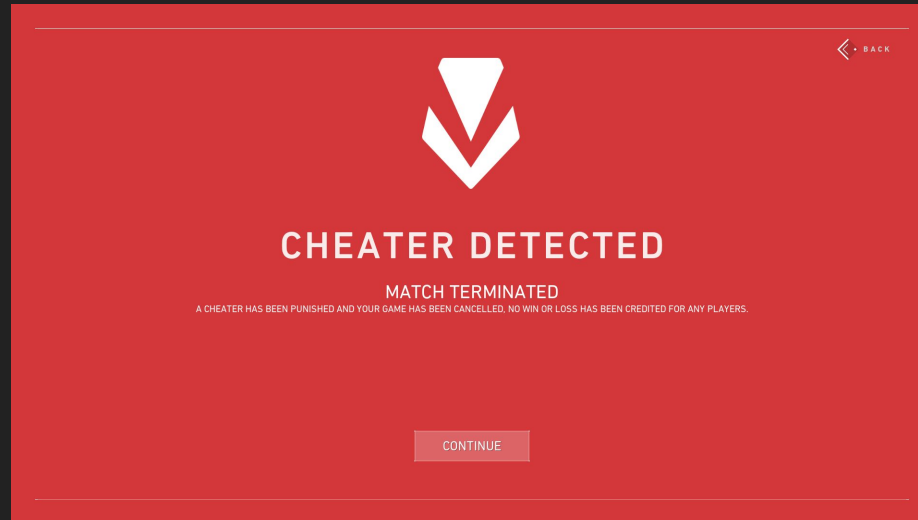 BACK
CHEATER DETECTED
MATCH TERMINATED
A CHEATER HAS BEEN PUNISHED AND YOUR GAME HAS BEEN CANCELLED, NO WIN OR LOSS HAS BEEN CREDITED FOR ANY PLAYERS.
CONTINUE